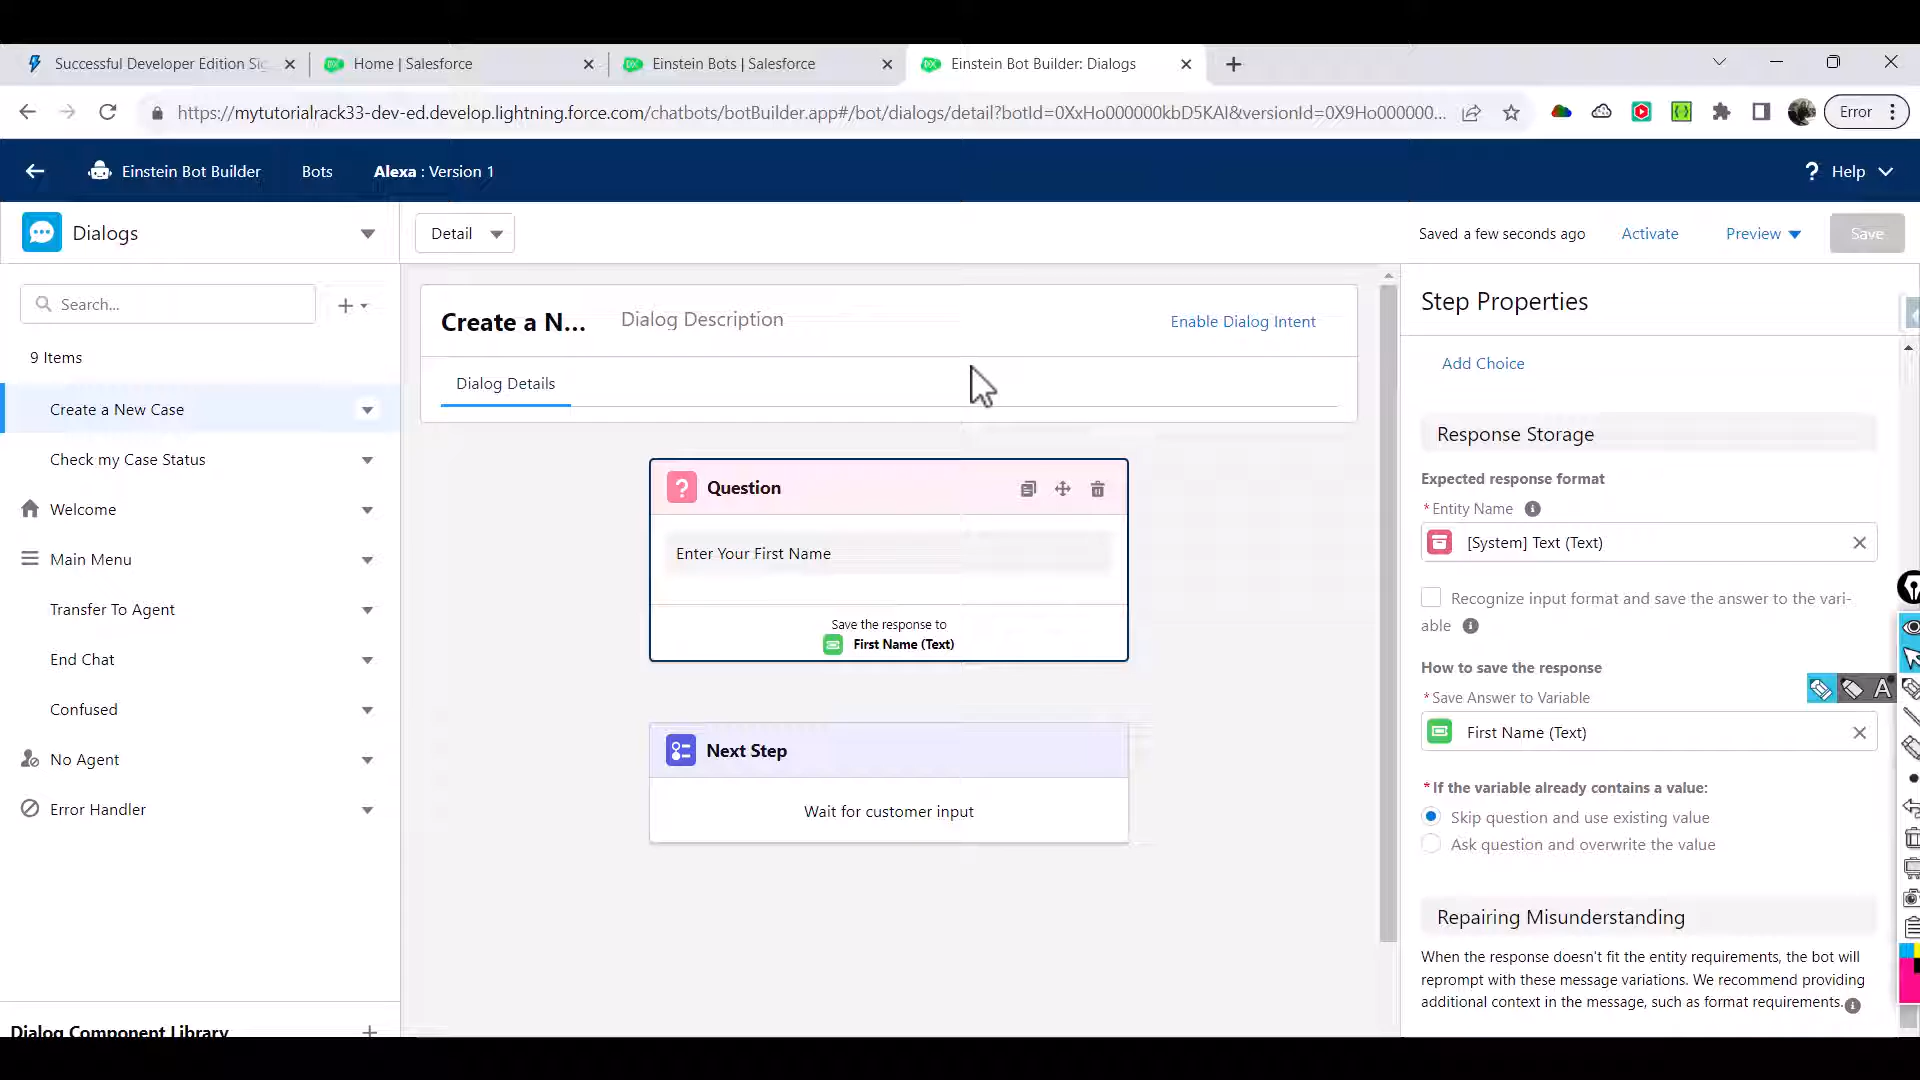 Successful Developer Edition Sig
Home | Salesforce
Einstein Bots | Salesforce
Einstein Bot Builder: Dialogs
https://mytutorialrack33-dev-ed.develop.lightning.force.com/chatbots/botBuilder.app#/bot/dialogs/detail?botId=0XxHo000000kbD5KAI&versionId=0X9Ho000000...
Error
Einstein Bot Builder
Bots
Alexa : Version 1
? Help
Dialogs
Detail
Saved a few seconds ago
Activate
Preview
Save
Search...
9 Items
Create a New Case
Check my Case Status
Welcome
Main Menu
Transfer To Agent
End Chat
Confused
No Agent
Error Handler
Dialog Component Library
Create a N...
Dialog Description
Enable Dialog Intent
Dialog Details
? Question
Enter Your First Name
Save the response to
First Name (Text)
Next Step
Wait for customer input
Step Properties
Add Choice
Response Storage
Expected response format
*Entity Name
[System] Text (Text)
Recognize input format and save the answer to the vari-
able
How to save the response
*Save Answer to Variable
A
First Name (Text)
*If the variable already contains a value:
Skip question and use existing value
Ask question and overwrite the value
Repairing Misunderstanding
When the response doesn't fit the entity requirements, the bot will
reprompt with these message variations. We recommend providing
additional context in the message, such as format requirements.